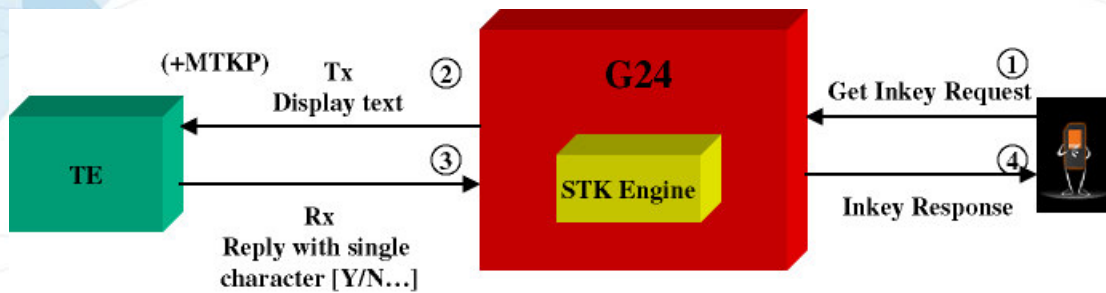 (+MTKP)
Tx
Display text
②
G24
①
Get Inkey Request
TE
③
STK Engine
④
Rx
Reply with single
character [Y/N…]
Inkey Response